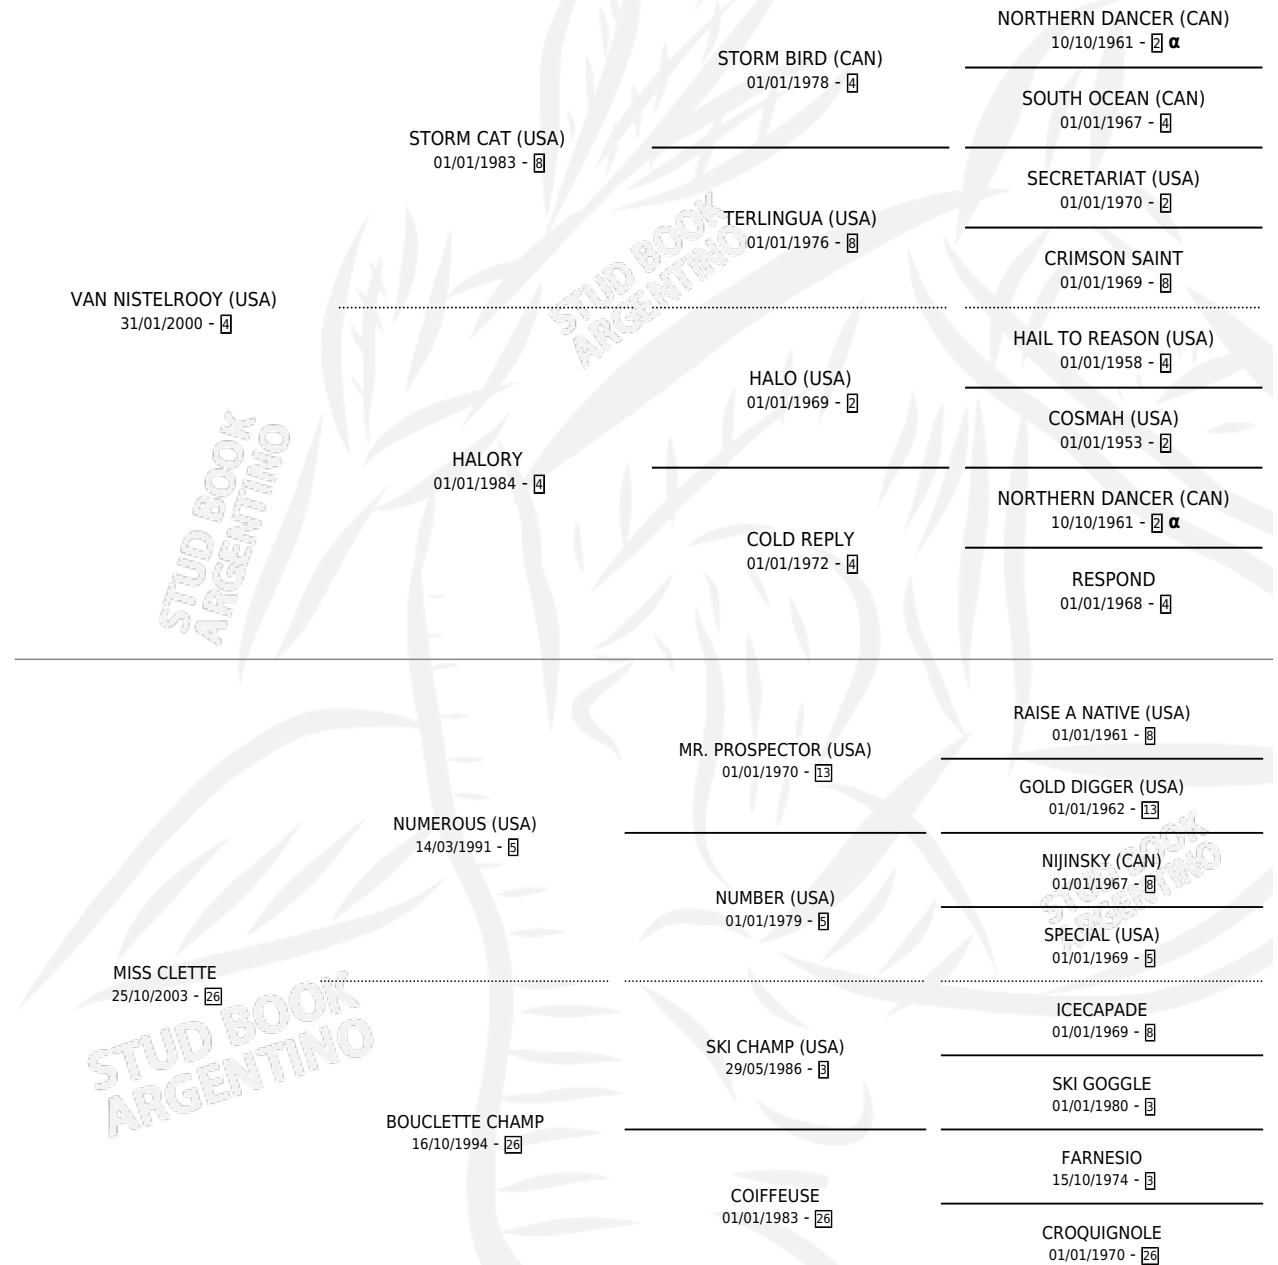 NORTHERN DANCER (CAN)
10/10/1961 - 2 α
STORM BIRD (CAN)
01/01/1978 - 4
SOUTH OCEAN (CAN)
01/01/1967 - 4
STORM CAT (USA)
01/01/1983 - 8
SECRETARIAT (USA)
01/01/1970 - 2
TERLINGUA (USA)
01/01/1976 - 8
CRIMSON SAINT
01/01/1969 - 8
VAN NISTELROOY (USA)
31/01/2000 - 4
HAIL TO REASON (USA)
01/01/1958 - 4
HALO (USA)
01/01/1969 - 2
COSMAH (USA)
01/01/1953 - 2
HALORY
01/01/1984 - 4
NORTHERN DANCER (CAN)
10/10/1961 - 2 α
COLD REPLY
01/01/1972 - 4
RESPOND
01/01/1968 - 4
RAISE A NATIVE (USA)
01/01/1961 - 8
MR. PROSPECTOR (USA)
01/01/1970 - 13
GOLD DIGGER (USA)
01/01/1962 - 13
NUMEROUS (USA)
14/03/1991 - 5
NIJINSKY (CAN)
01/01/1967 - 8
NUMBER (USA)
01/01/1979 - 5
SPECIAL (USA)
01/01/1969 - 5
MISS CLETTE
25/10/2003 - 26
ICECAPADE
01/01/1969 - 8
SKI CHAMP (USA)
29/05/1986 - 3
SKI GOGGLE
01/01/1980 - 3
BOUCLETTE CHAMP
16/10/1994 - 26
FARNESIO
15/10/1974 - 3
COIFFEUSE
01/01/1983 - 26
CROQUIGNOLE
01/01/1970 - 26
STUD BOOK
ARGENTINO
STUD BOOK
ARGENTINO
STUD BOOK
ARGENTINO
STUD BOOK
ARGENTINO